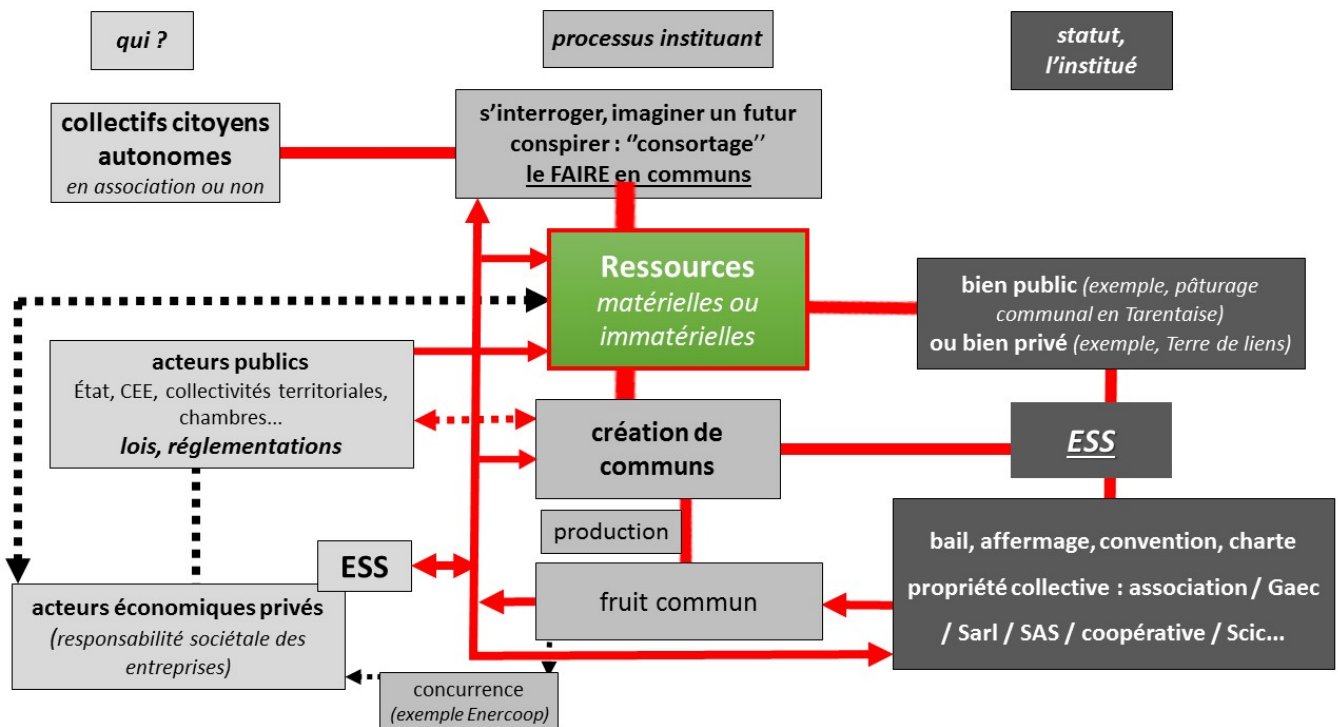 qui ?
processus instituant
statut,
l'institué
collectifs citoyens
autonomes
en association ou non
s'interroger, imaginer un futur
conspirer : ‘’consortage’’
le FAIRE en communs
Ressources
matérielles ou
immatérielles
bien public (exemple, pâturage
communal en Tarentaise)
ou bien privé (exemple, Terre de liens)
acteurs publics
État, CEE, collectivités territoriales,
chambres...
lois, réglementations
création de
communs
ESS
production
ESS
bail, affermage, convention, charte
propriété collective : association / Gaec
/ Sarl / SAS / coopérative / Scic...
fruit commun
acteurs économiques privés
(responsabilité sociétale des
entreprises)
concurrence
(exemple Enercoop)